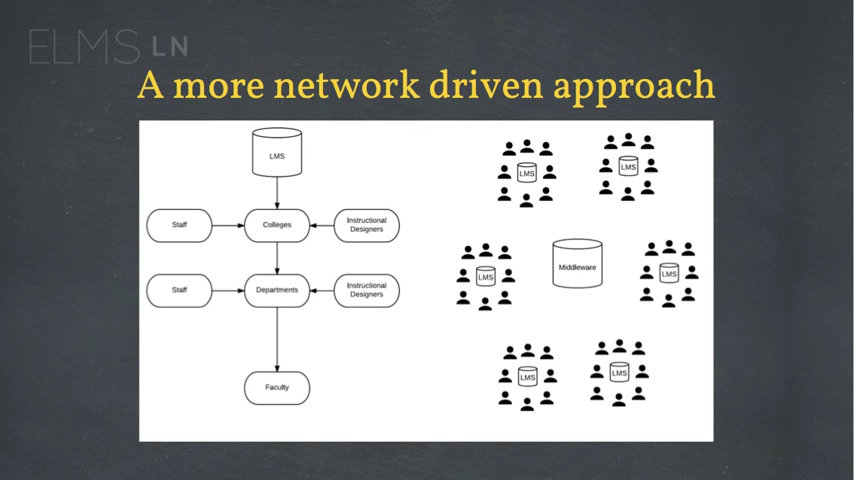 ELMS LN
A more network driven approach
LMS
Staff
Colleges
Instructional
Designers
Staff
Departments
Instructional
Designers
Faculty
LMS
LMS
LMS
Middleware
LMS
LMS
LMS